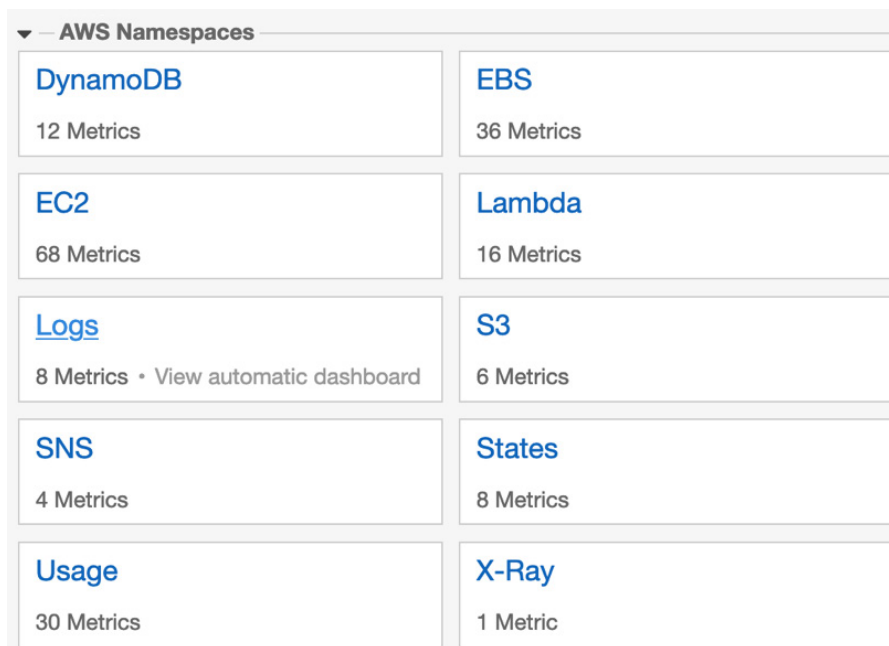 AWS Namespaces
DynamoDB
12 Metrics
EBS
36 Metrics
EC2
68 Metrics
Lambda
16 Metrics
Logs
8 Metrics • View automatic dashboard
S3
6 Metrics
SNS
4 Metrics
States
8 Metrics
Usage
30 Metrics
X-Ray
1 Metric